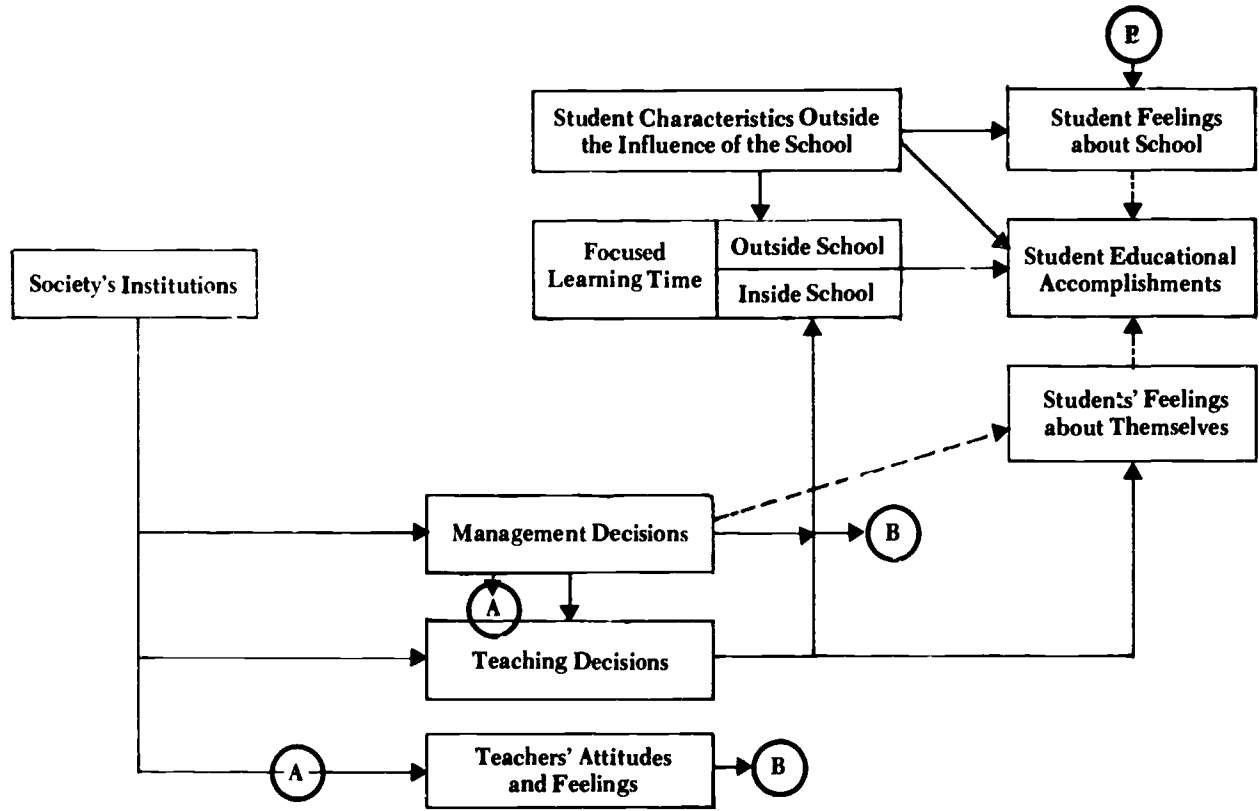 B
Student Characteristics Outside
the Influence of the School
Student Feelings
about School
Focused
Learning Time
Outside School
Inside School
Student Educational
Accomplishments
Society's Institutions
Students' Feelings
about Themselves
Management Decisions
B
A
Teaching Decisions
A
Teachers' Attitudes
and Feelings
B